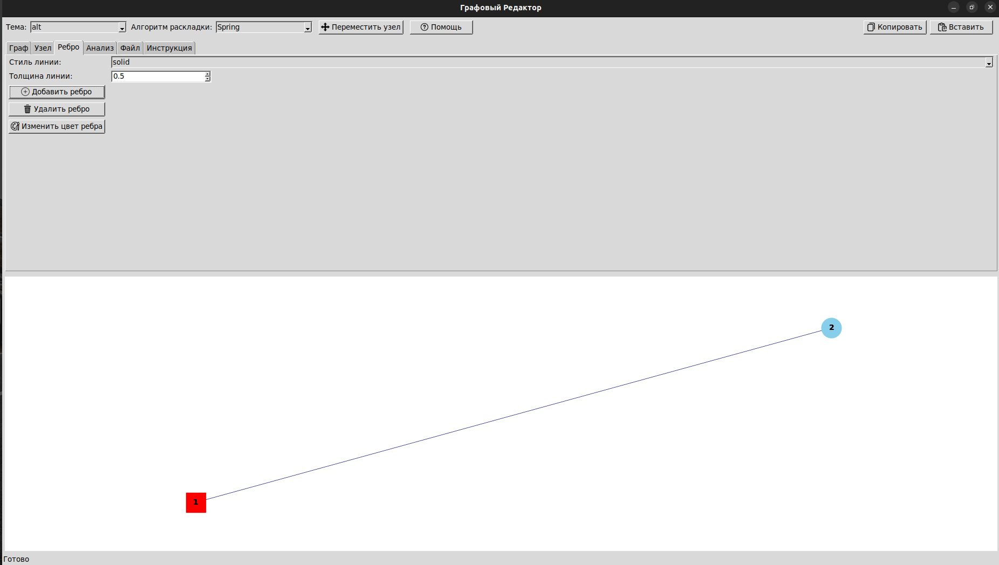 Графовый Редактор
Тема: alt Алгоритм раскладки: Spring Переместить узел Помощь Копировать Вставить
Граф Узел Ребро Анализ Файл Инструкция
Стиль линии: solid
Толщина линии: 0.5
Добавить ребро
Удалить ребро
Изменить цвет ребра
2
1
Готово